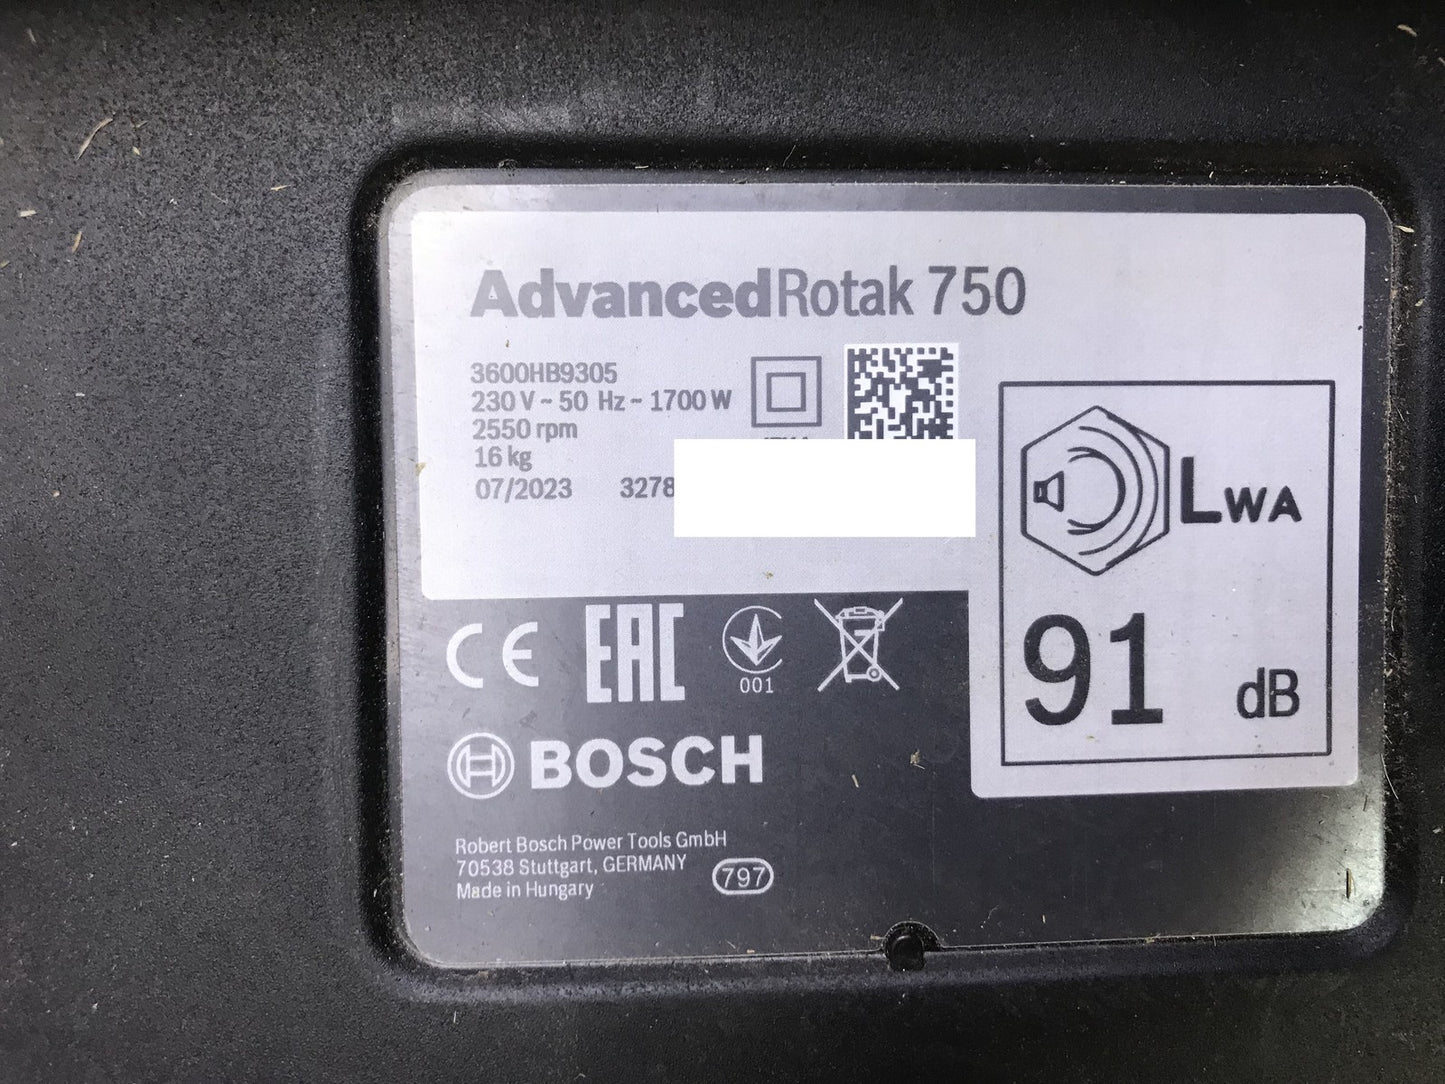 AdvancedRotak 750
3600HB9305
230 V ~ 50 Hz ~ 1700 W
2550 rpm
16 kg
07/2023 3278
LWA
91 dB
CE EAC
001
BOSCH
Robert Bosch Power Tools GmbH
70538 Stuttgart, GERMANY
Made in Hungary
797